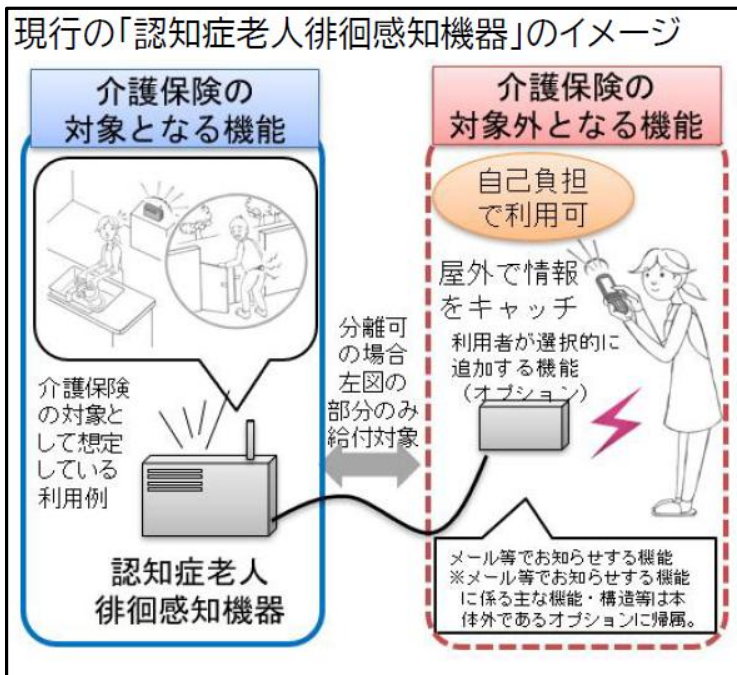 現行の「認知症老人徘徊感知機器」のイメージ
介護保険の
対象となる機能
介護保険
の対象と
して想定
している
利用例
認知症老人
徘徊感知機器
分離可
の場合
左図の
部分のみ
給付対象
介護保険の
対象外となる機能
自己負担
で利用可
屋外で情報
をキャッチ
利用者が選択的に
追加する機能
(オプション)
メール等でお知らせする機能
※メール等でお知らせする機能
に係る主な機能・構造等は本
体外であるオプションに帰属。